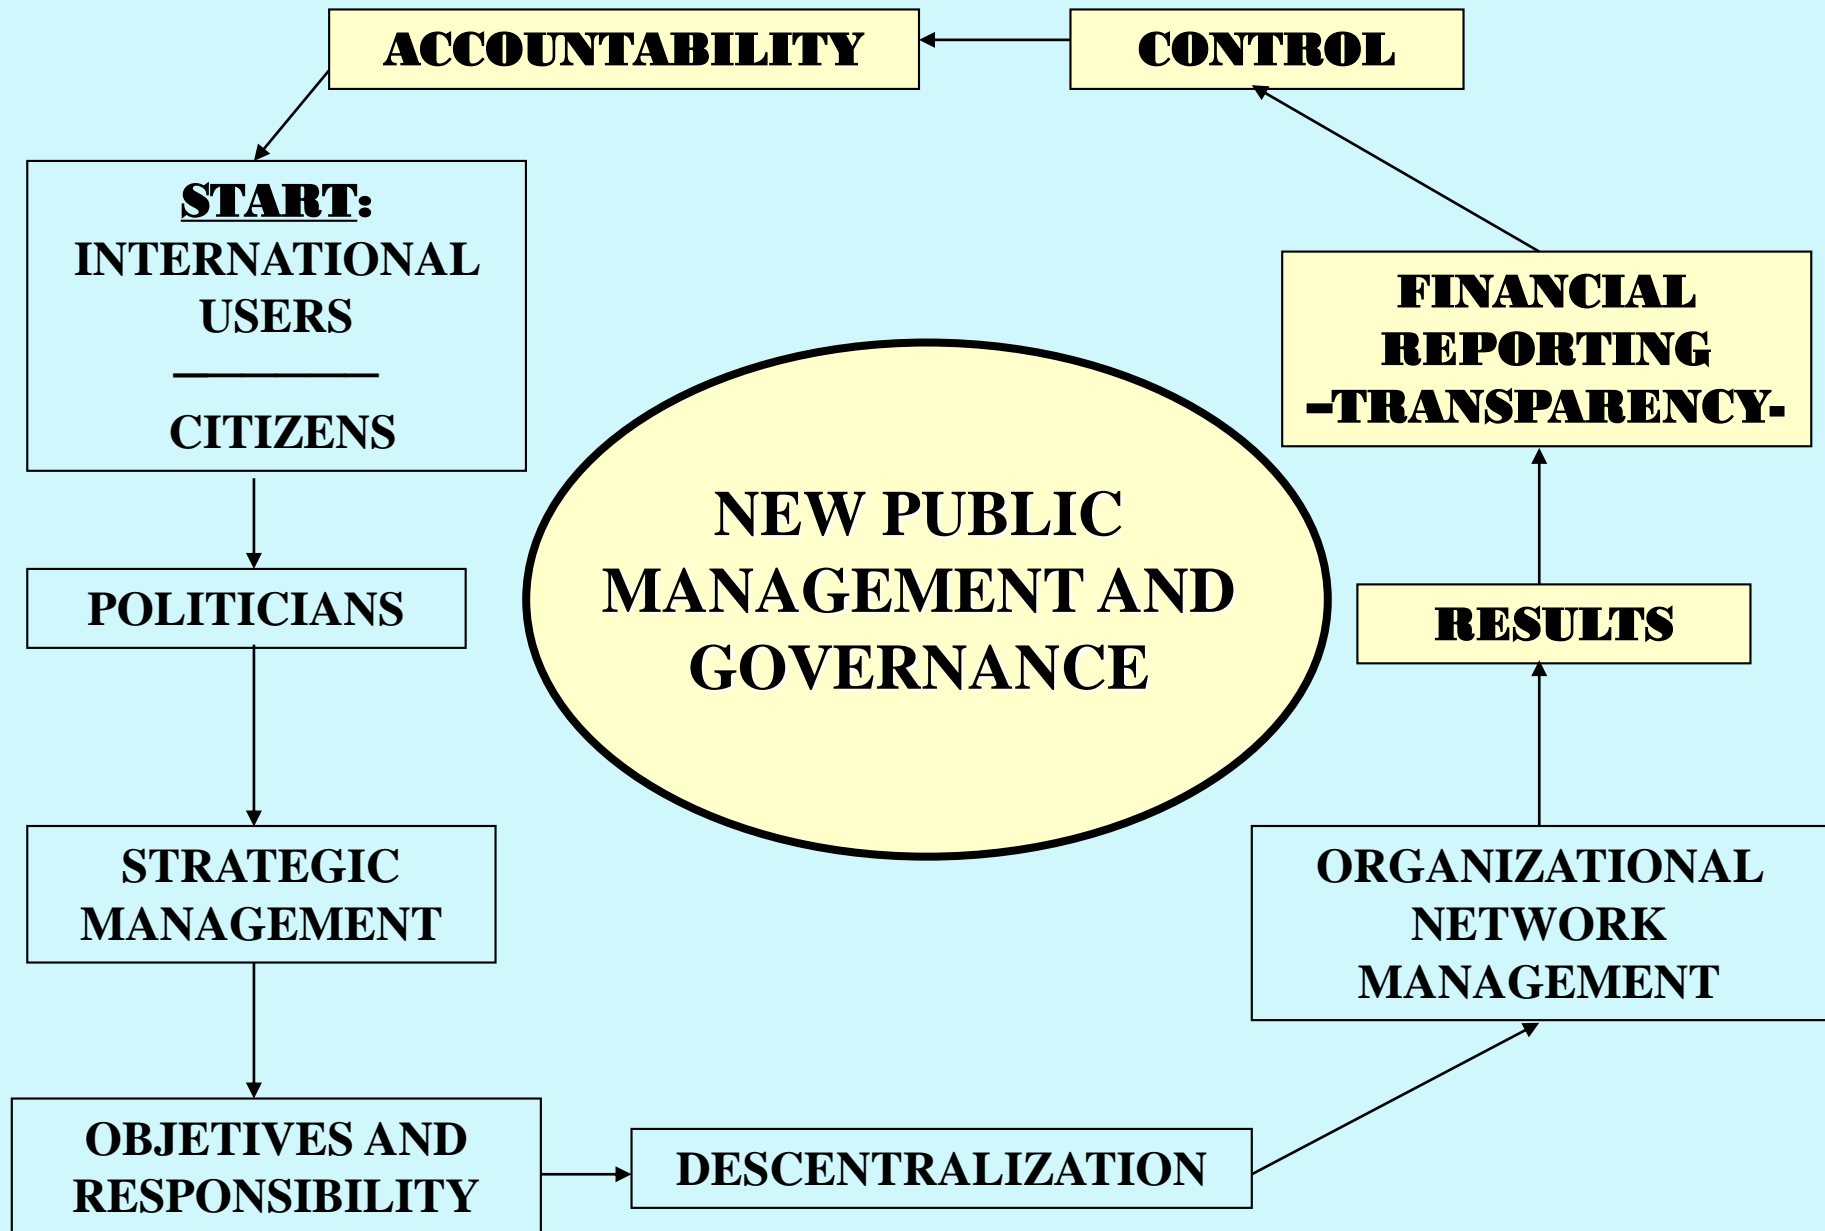 ACCOUNTABILITY
CONTROL
START:
INTERNATIONAL
USERS
CITIZENS
FINANCIAL
REPORTING
–TRANSPARENCY-
NEW PUBLIC
MANAGEMENT AND
GOVERNANCE
POLITICIANS
RESULTS
STRATEGIC
MANAGEMENT
ORGANIZATIONAL
NETWORK
MANAGEMENT
OBJETIVES AND
RESPONSIBILITY
DESCENTRALIZATION